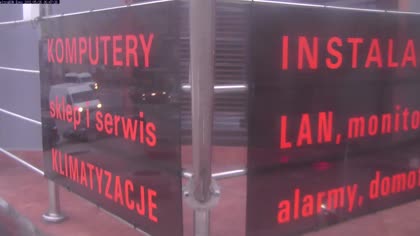 KOMPUTERY
sklep i serwis
KLIMATYZACJE
INSTALA
LAN, monito
alarmy, domo